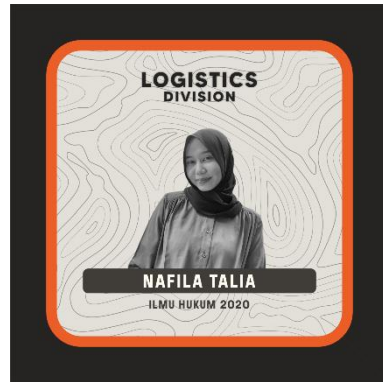 LOGISTICS
DIVISION
NAFILA TALIA
ILMU HUKUM 2020